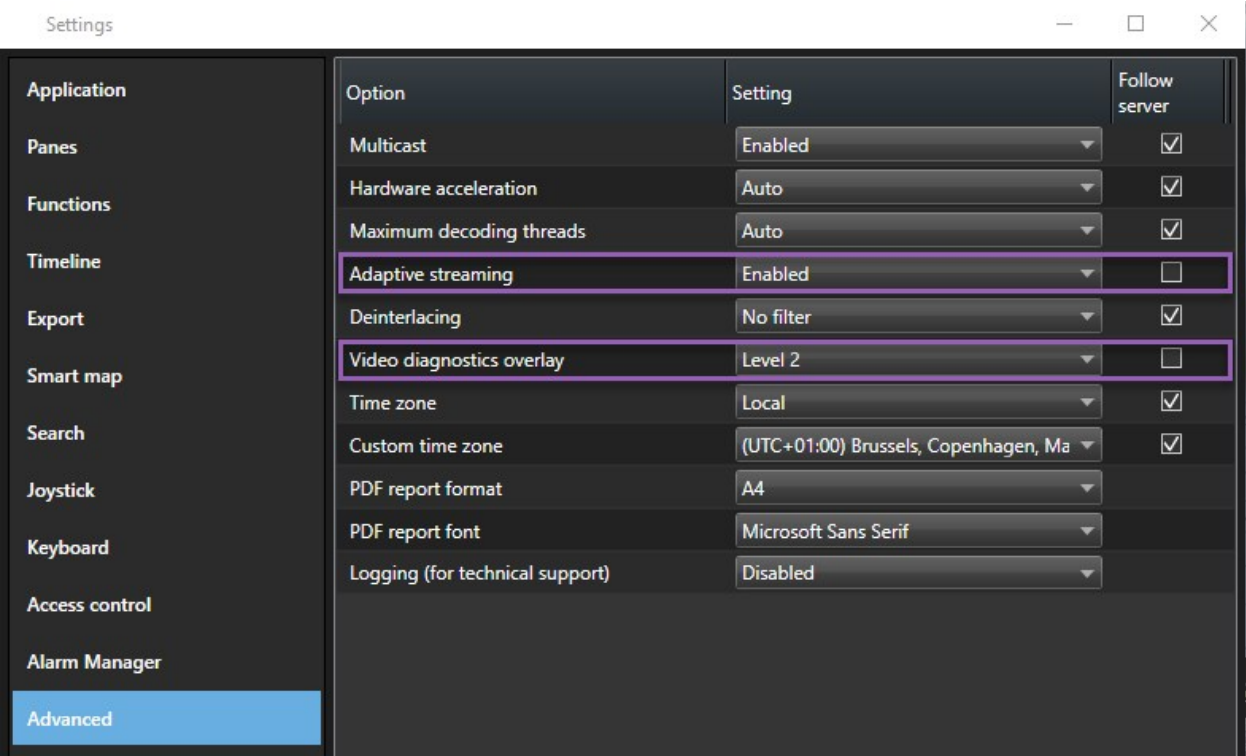 Settings
Application
Panes
Functions
Timeline
Export
Smart map
Search
Joystick
Keyboard
Access control
Alarm Manager
Advanced
Option Setting Follow server
Multicast Enabled
Hardware acceleration Auto
Maximum decoding threads Auto
Adaptive streaming Enabled
Deinterlacing No filter
Video diagnostics overlay Level 2
Time zone Local
Custom time zone (UTC+01:00) Brussels, Copenhagen, Ma
PDF report format A4
PDF report font Microsoft Sans Serif
Logging (for technical support) Disabled